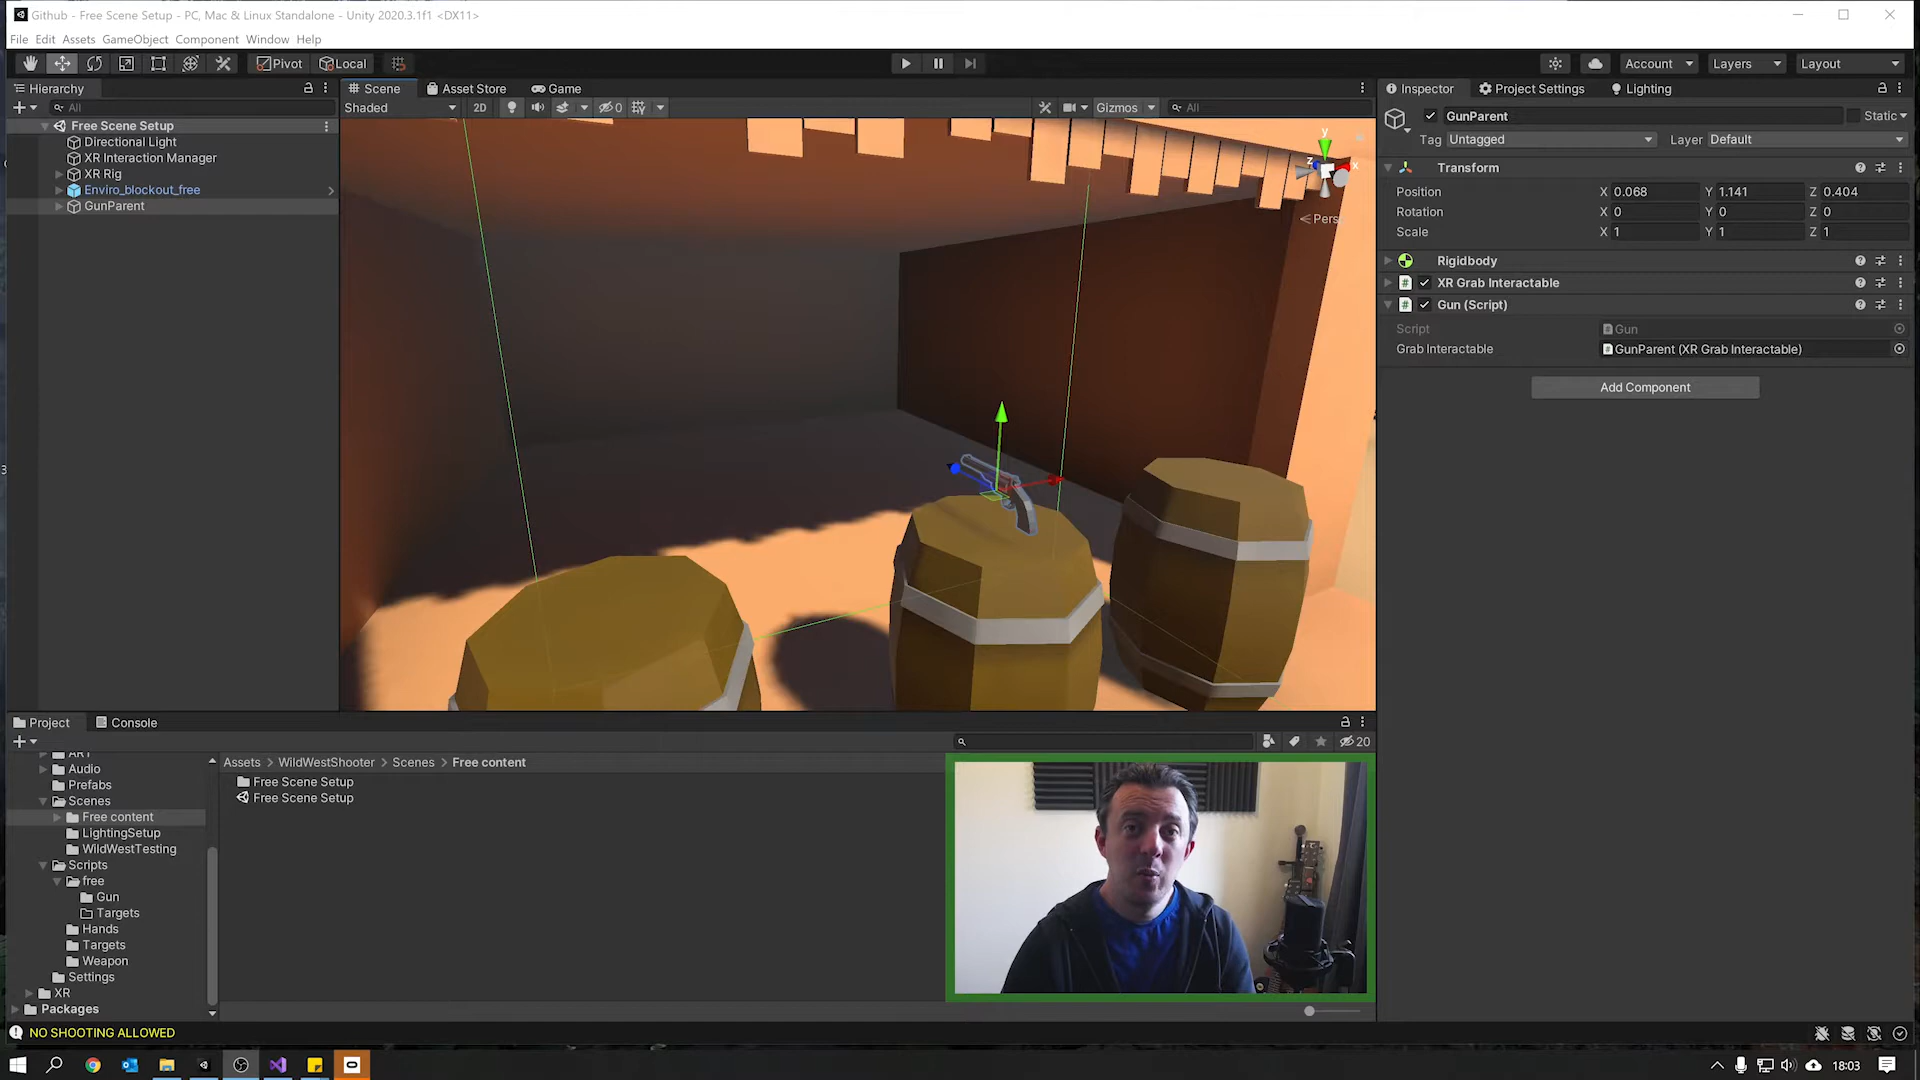 Github - Free Scene Setup - PC, Mac & Linux Standalone - Unity 2020.3.1f1 <DX11>
File Edit Assets GameObject Component Window Help
Pivot Local Account Layers Layout
Hierarchy
All
Free Scene Setup
Directional Light
XR Interaction Manager
XR Rig
Enviro_blockout_free
GunParent
Scene Asset Store Game
Shaded 2D 0 Gizmos All
y
z x
Pers
Inspector Project Settings Lighting
GunParent Static
Tag Untagged Layer Default
Transform
Position X 0.068 Y 1.141 Z 0.404
Rotation X 0 Y 0 Z 0
Scale X 1 Y 1 Z 1
Rigidbody
XR Grab Interactable
Gun (Script)
Script Gun
Grab Interactable GunParent (XR Grab Interactable)
Add Component
Project Console
20
ART
Audio
Prefabs
Scenes
Free content
LightingSetup
WildWestTesting
Scripts
free
Gun
Targets
Hands
Targets
Weapon
Settings
XR
Packages
Assets > WildWestShooter > Scenes > Free content
Free Scene Setup
Free Scene Setup
NO SHOOTING ALLOWED
18:03